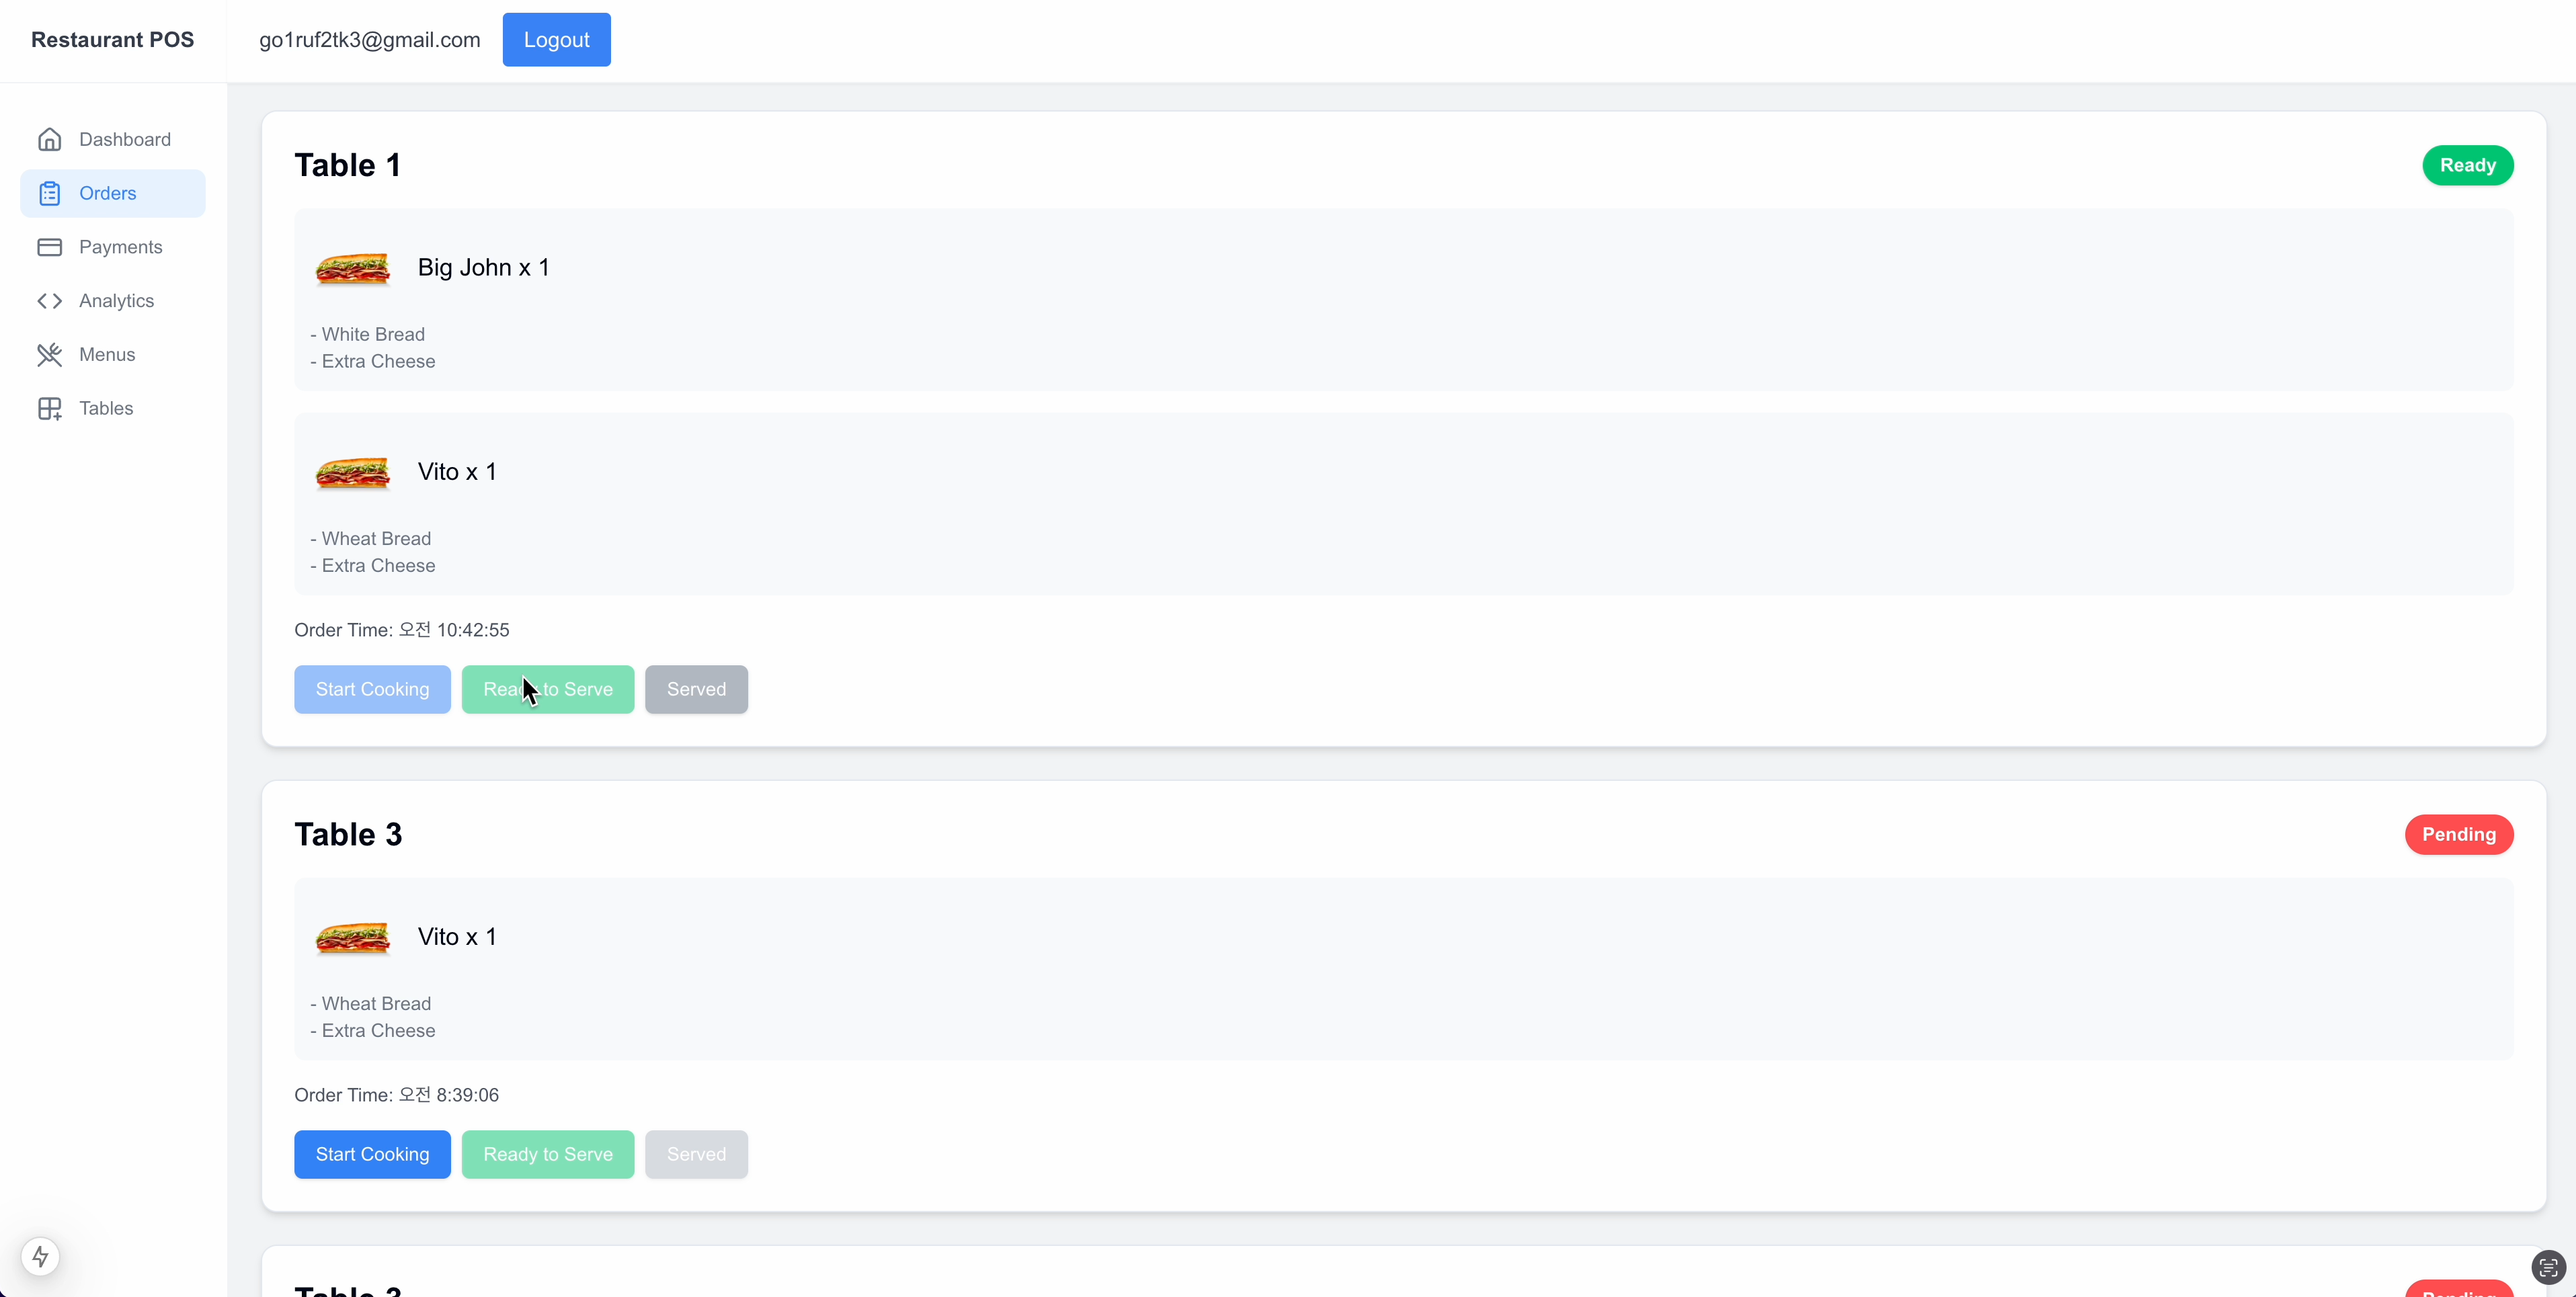 Restaurant POS
go1ruf2tk3@gmail.com
Logout
Dashboard
Orders
Payments
Analytics
Menus
Tables
Table 1
Ready
Big John x 1
- White Bread
- Extra Cheese
Vito x 1
- Wheat Bread
- Extra Cheese
Order Time: 오전 10:42:55
Start Cooking
Ready to Serve
Served
Table 3
Pending
Vito x 1
- Wheat Bread
- Extra Cheese
Order Time: 오전 8:39:06
Start Cooking
Ready to Serve
Served
Table
Pending